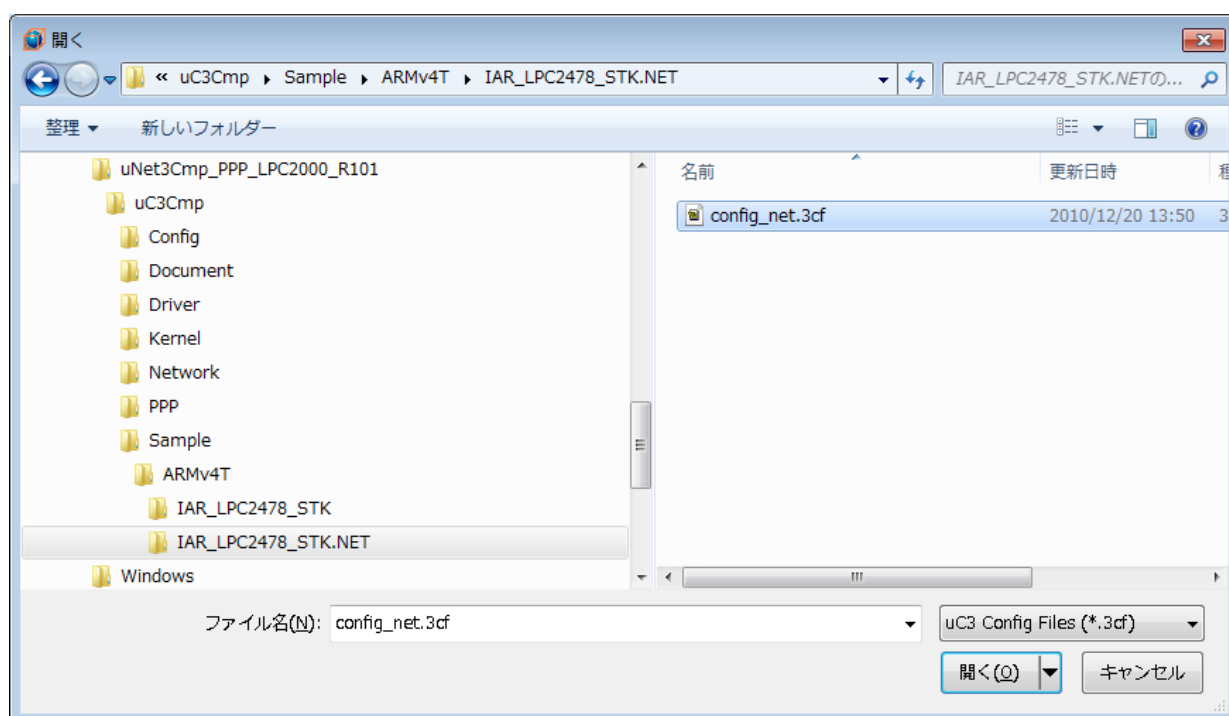 開く
« uC3Cmp ▸ Sample ▸ ARMv4T ▸ IAR_LPC2478_STK.NET
IAR_LPC2478_STK.NETの...
整理 ▼ 新しいフォルダー
uNet3Cmp_PPP_LPC2000_R101
uC3Cmp
Config
Document
Driver
Kernel
Network
PPP
Sample
ARMv4T
IAR_LPC2478_STK
IAR_LPC2478_STK.NET
Windows
名前 更新日時
config_net.3cf 2010/12/20 13:50 3
ファイル名(N): config_net.3cf
uC3 Config Files (*.3cf)
開く(O) キャンセル